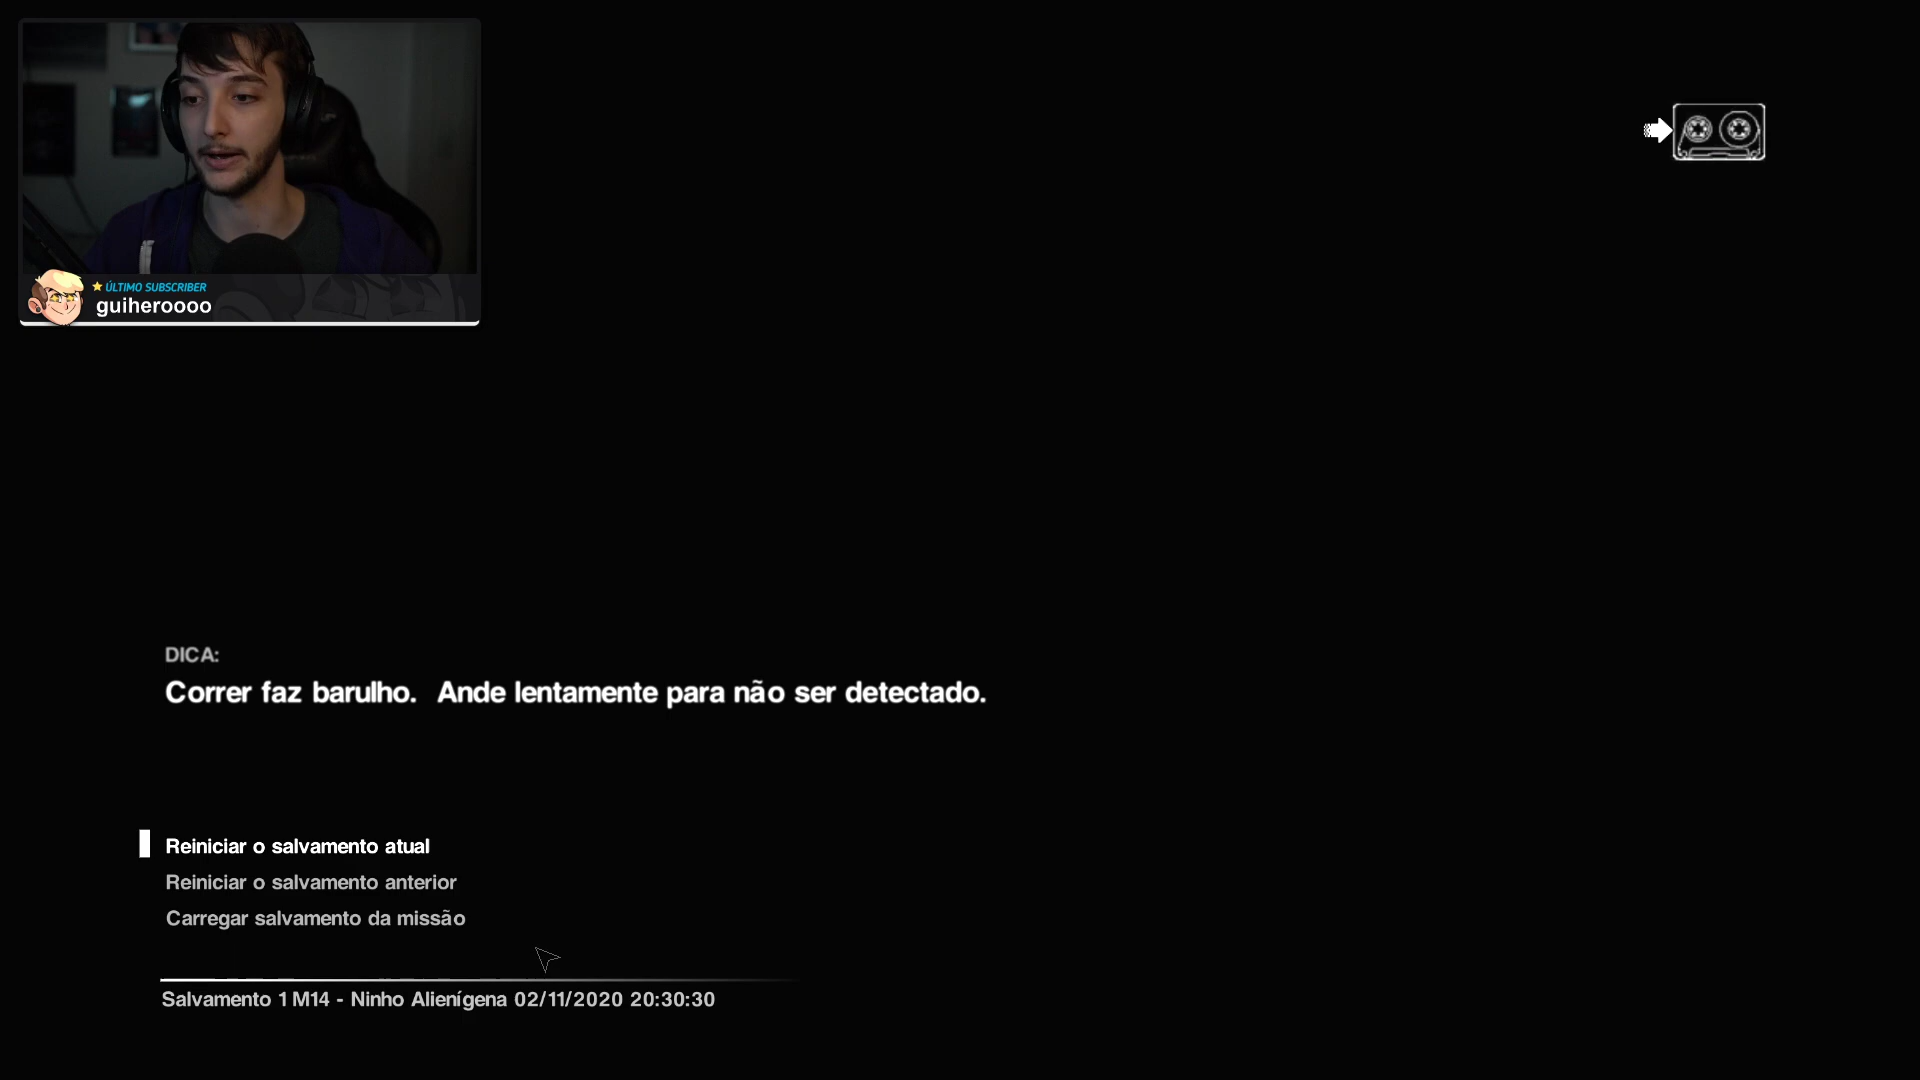 ÚLTIMO SUBSCRIBER
guiheroooo
DICA:
Correr faz barulho. Ande lentamente para não ser detectado.
Reiniciar o salvamento atual
Reiniciar o salvamento anterior
Carregar salvamento da missão
Salvamento 1 M14 - Ninho Alienígena 02/11/2020 20:30:30